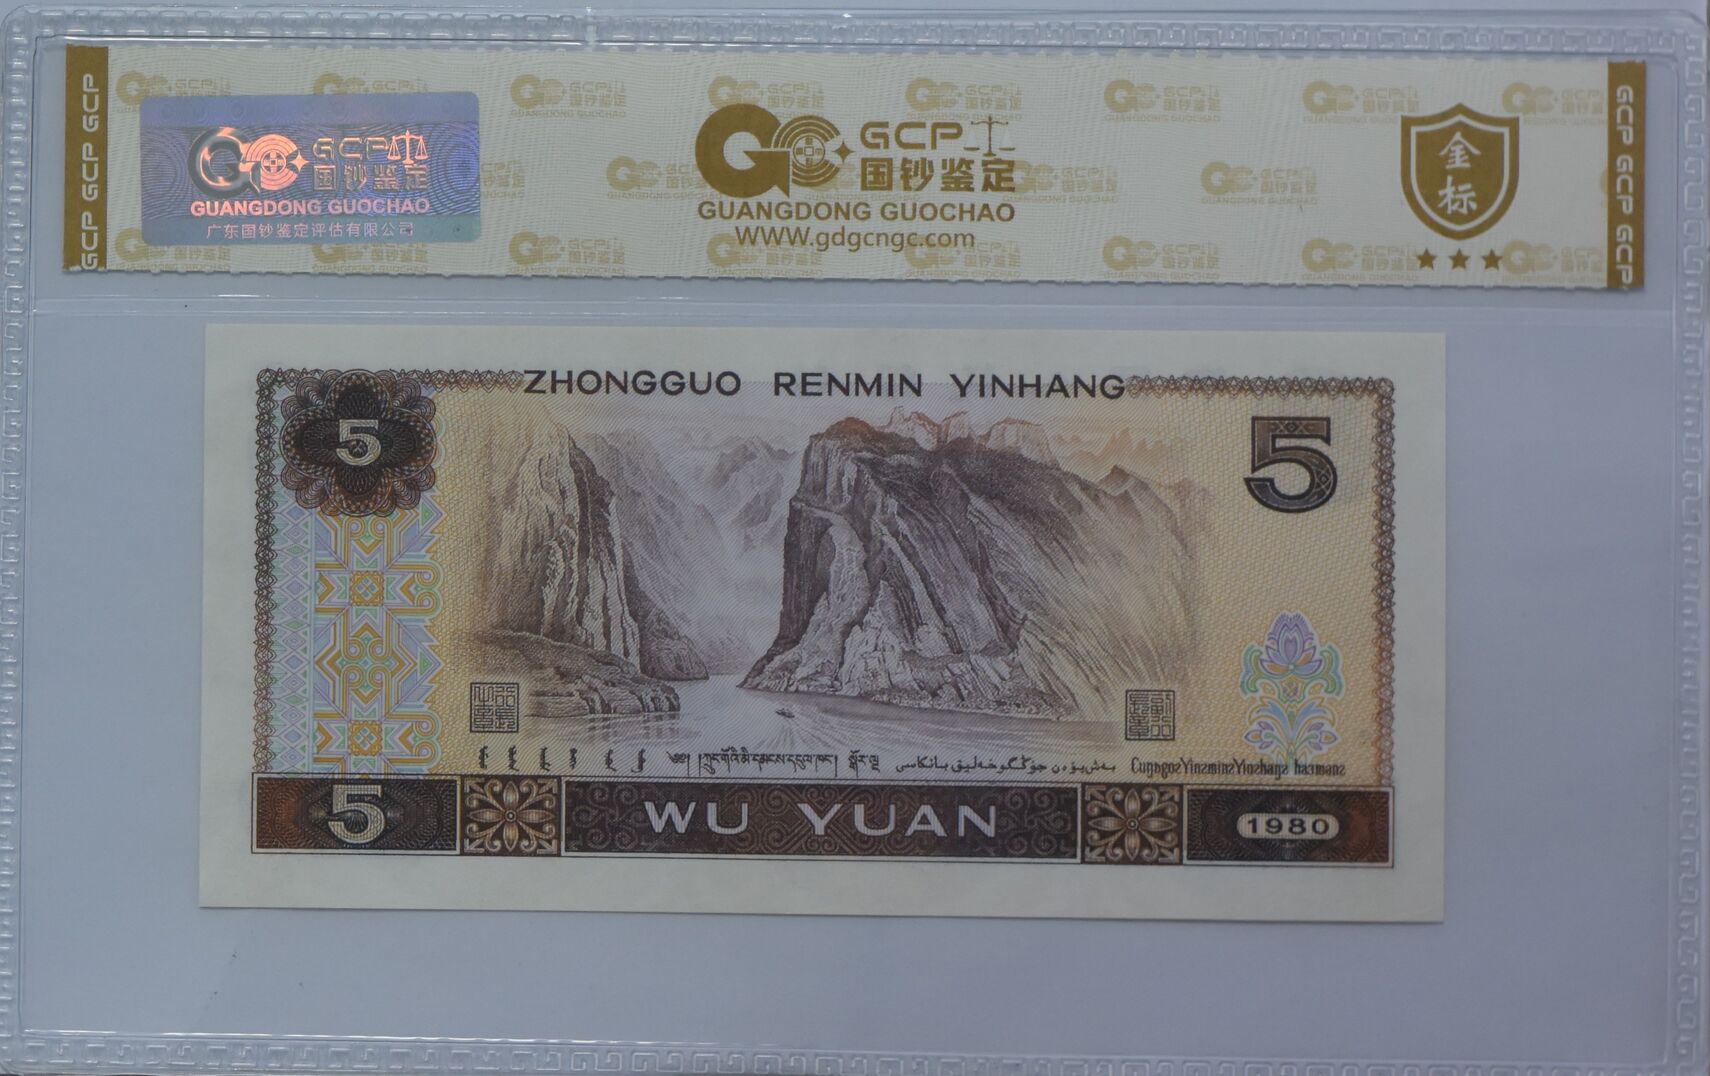 GCP GCP GCP
GCP
国钞鉴定
GUANGDONG GUOCHAO
广东国钞鉴定评估有限公司
GCP
国钞鉴定
GUANGDONG GUOCHAO
WWW.gdgcngc.com
金标
GCP GCP GCP
ZHONGGUO RENMIN YINHANG
5
5
5 WU YUAN 1980